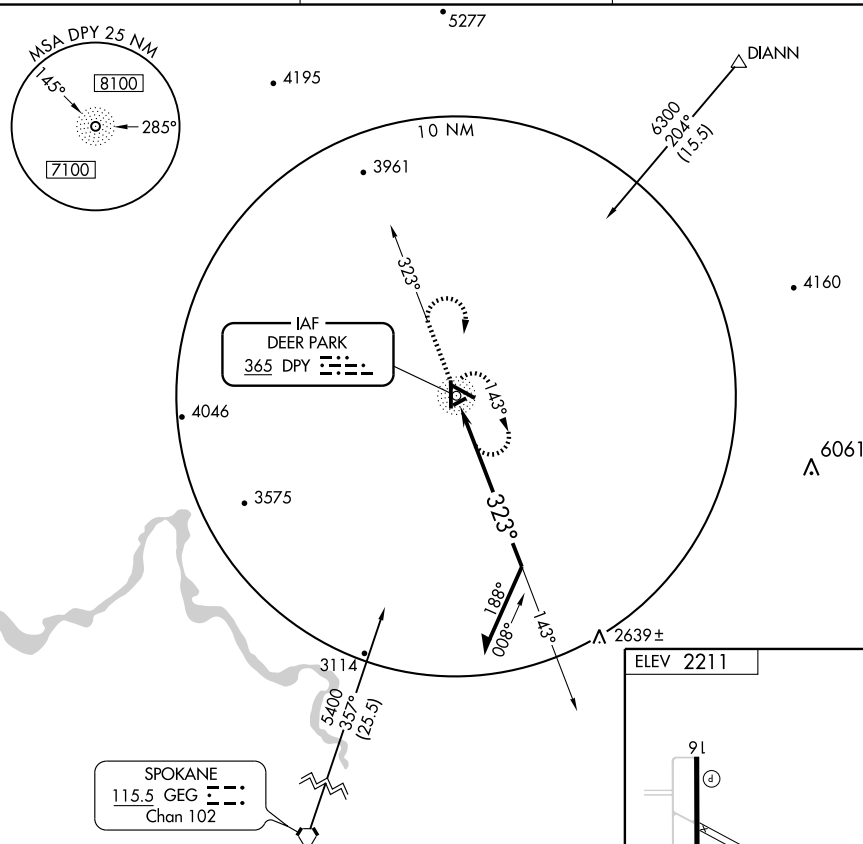 5277
MSA DPY 25 NM
145°
8100
285°
7100
4195
DIANN
6300
204°
(15.5)
10 NM
3961
323°
4160
IAF
DEER PARK
365 DPY
143°
4046
6061
3575
323°
188°
008°
143°
2639±
3114
5400
357°
(25.5)
ELEV 2211
16
P
SPOKANE
115.5 GEG
Chan 102